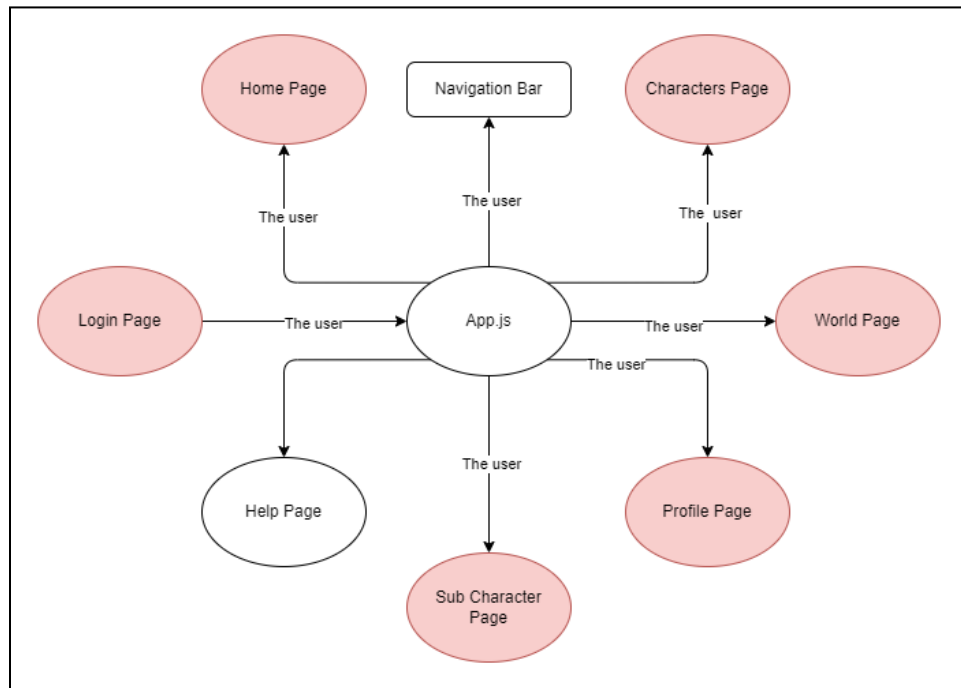 Home Page
Navigation Bar
Characters Page
The user
The user
The  user
Login Page
The user
App.js
The user
World Page
The user
Help Page
The user
Profile Page
Sub Character
Page